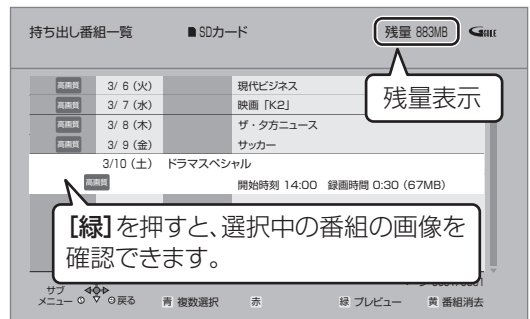 持ち出し番組一覧 ■SDカード 残量 883MB
残量表示
高画質 3/ 6(火) 現代ビジネス
高画質 3/ 7(水) 映画「K2」
高画質 3/ 8(木) ザ・夕方ニュース
高画質 3/ 9(金) サッカー
3/10(土) ドラマスペシャル
高画質 開始時刻 14:00 録画時間 0:30(67MB)
[緑]を押すと、選択中の番組の画像を
確認できます。
サブ
メニュー 戻る 青 複数選択 赤 緑 プレビュー 黄 番組消去